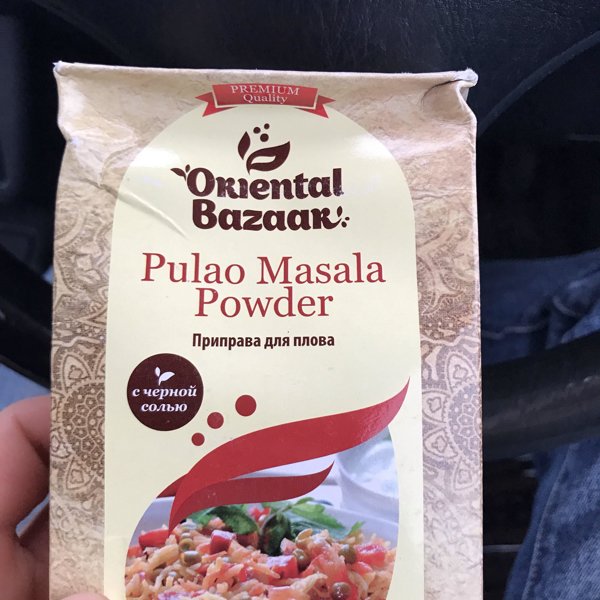 PREMIUM
Quality
Oriental
Bazaar
Pulao Masala
Powder
Приправа для плова
с черной
солью